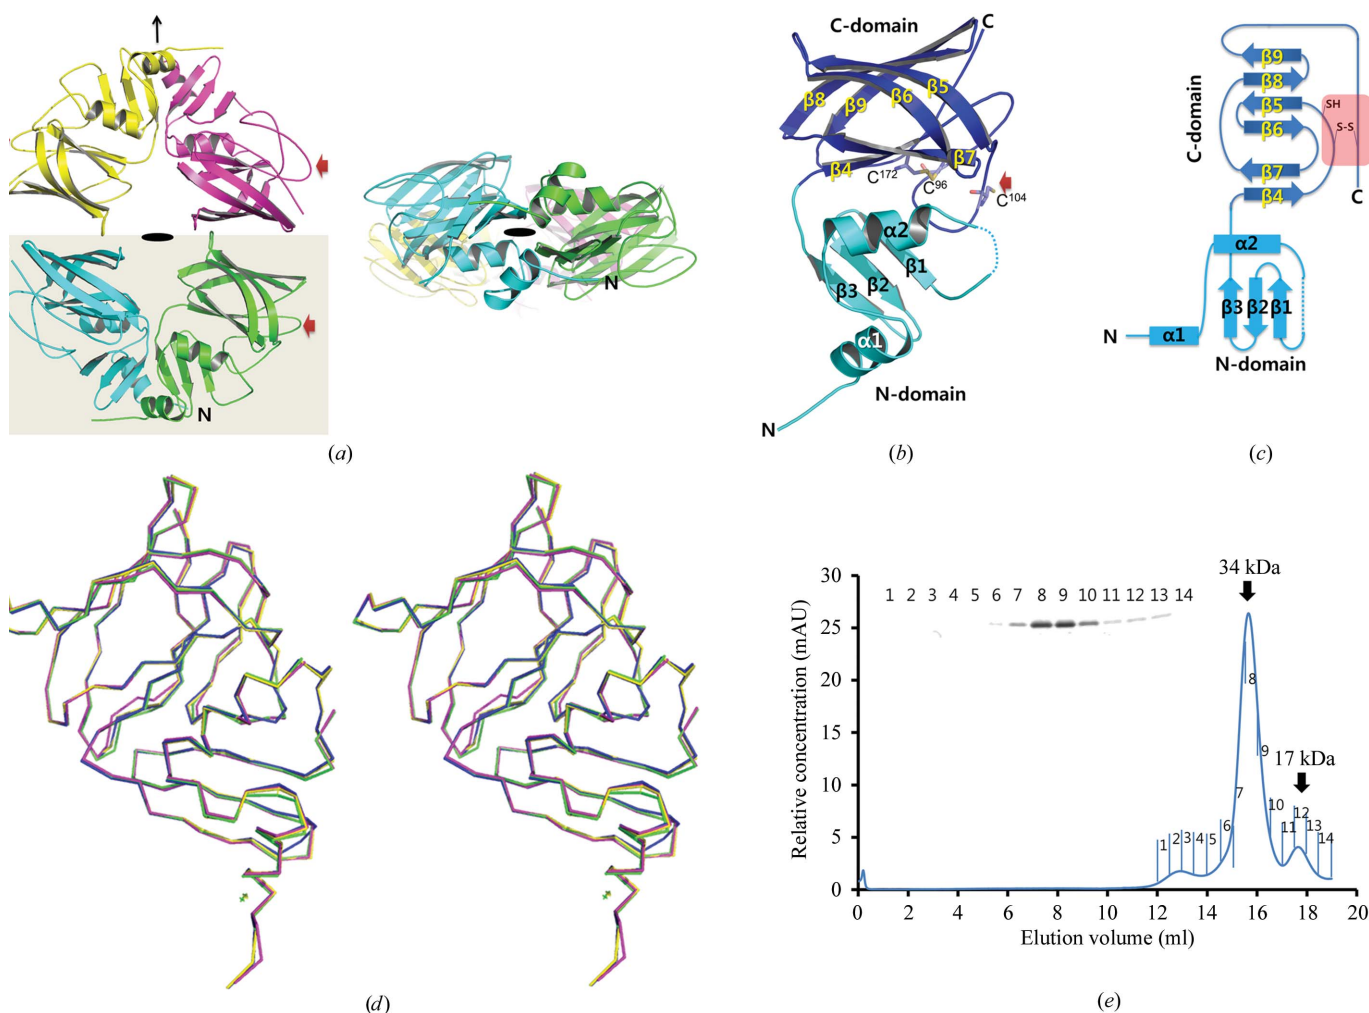 N
N
(a)
C-domain
C
β8
β9
β6
β5
β4
β7
C172
C96
C104
α2
β1
β2
β3
α1
N-domain
N
(b)
C-domain
β9
β8
β5
β6
β7
β4
SH
S-S
C
α2
β3 β2 β1
N
α1
N-domain
(c)
(d)
34 kDa
17 kDa
1 2 3 4 5 6 7 8 9 10 11 12 13 14
Relative concentration (mAU)
30
25
20
15
10
5
0
1 2 3 4 5 6 7 8 9 10 11 12 13 14
0 2 4 6 8 10 12 14 16 18 20
Elution volume (ml)
(e)